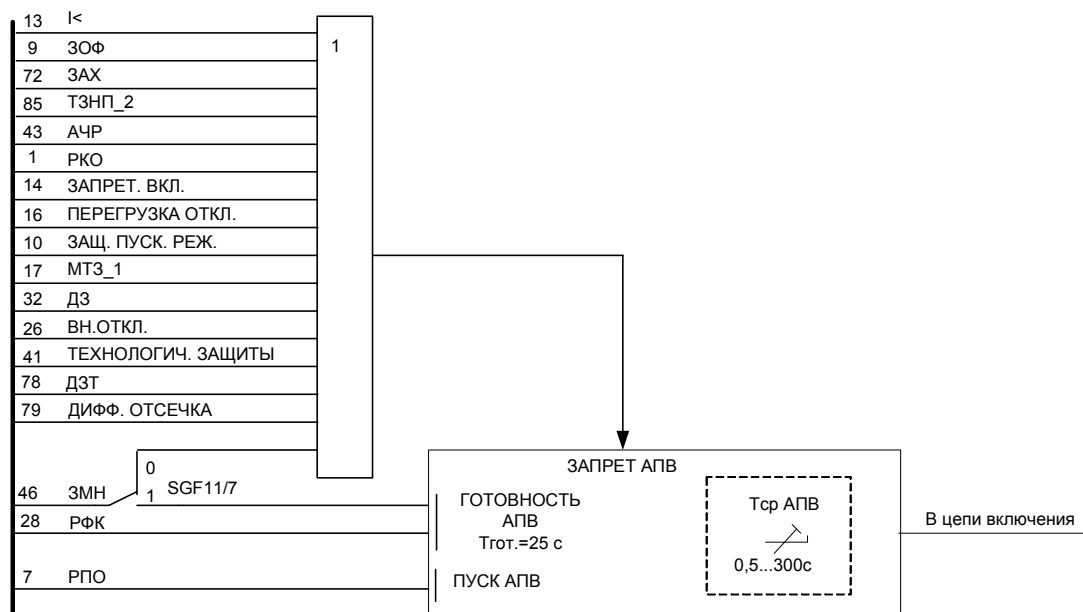 13 I<
9 ЗОФ
1
72 ЗАХ
85 ТЗНП_2
43 АЧР
1 РКО
14 ЗАПРЕТ. ВКЛ.
16 ПЕРЕГРУЗКА ОТКЛ.
10 ЗАЩ. ПУСК. РЕЖ.
17 МТЗ_1
32 ДЗ
26 ВН.ОТКЛ.
41 ТЕХНОЛОГИЧ. ЗАЩИТЫ
78 ДЗТ
79 ДИФФ. ОТСЕЧКА
0
46 ЗМН 1 SGF11/7
28 РФК
7 РПО
ЗАПРЕТ АПВ
ГОТОВНОСТЬ
АПВ
Тгот.=25 с
ПУСК АПВ
Тср АПВ
0,5...300с
В цепи включения